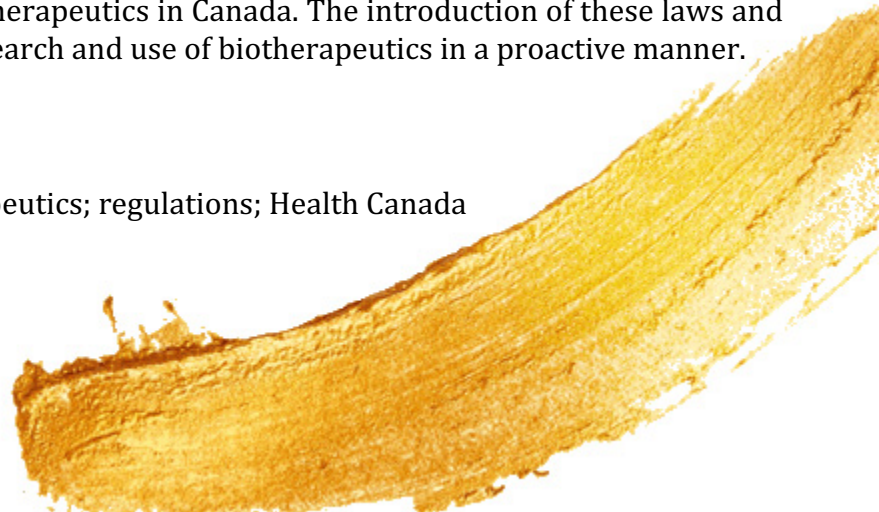 herapeutics in Canada. The introduction of these laws and
earch and use of biotherapeutics in a proactive manner.
eutics; regulations; Health Canada